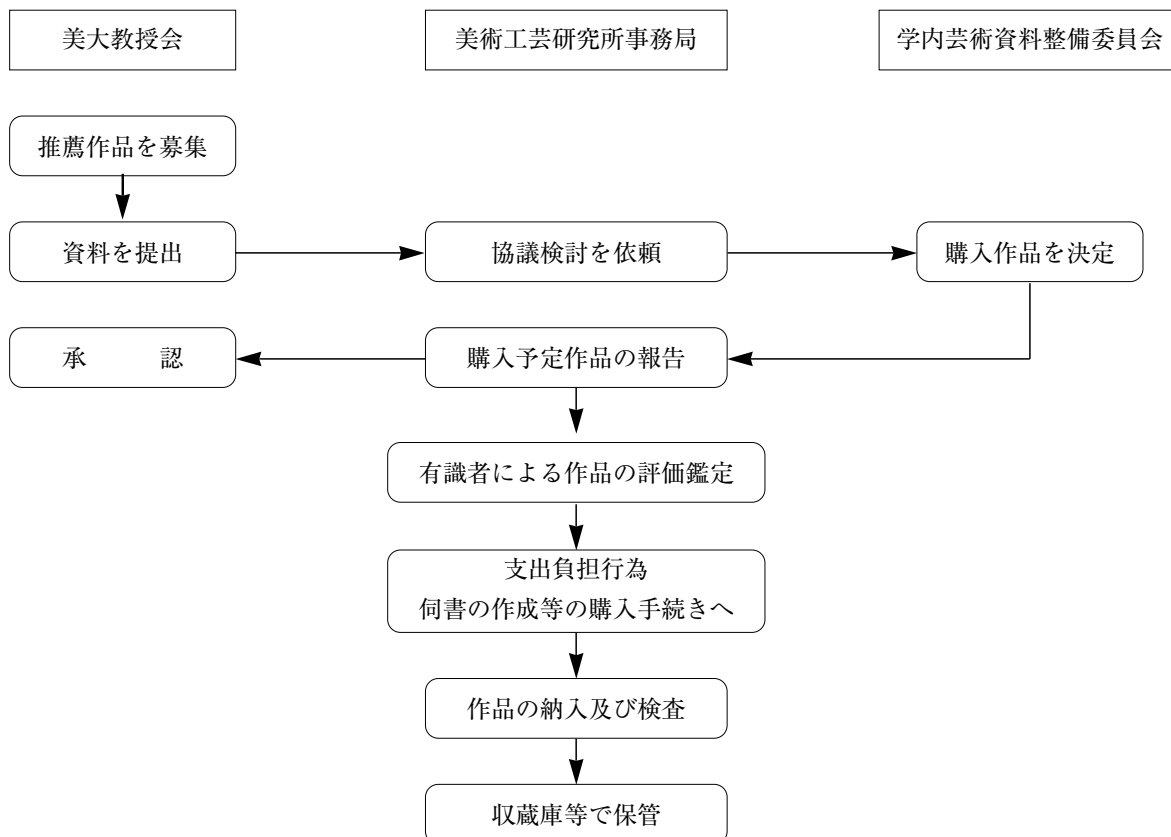 美大教授会
美術工芸研究所事務局
学内芸術資料整備委員会
推薦作品を募集
資料を提出
協議検討を依頼
購入作品を決定
承　　　認
購入予定作品の報告
有識者による作品の評価鑑定
支出負担行為
伺書の作成等の購入手続きへ
作品の納入及び検査
収蔵庫等で保管